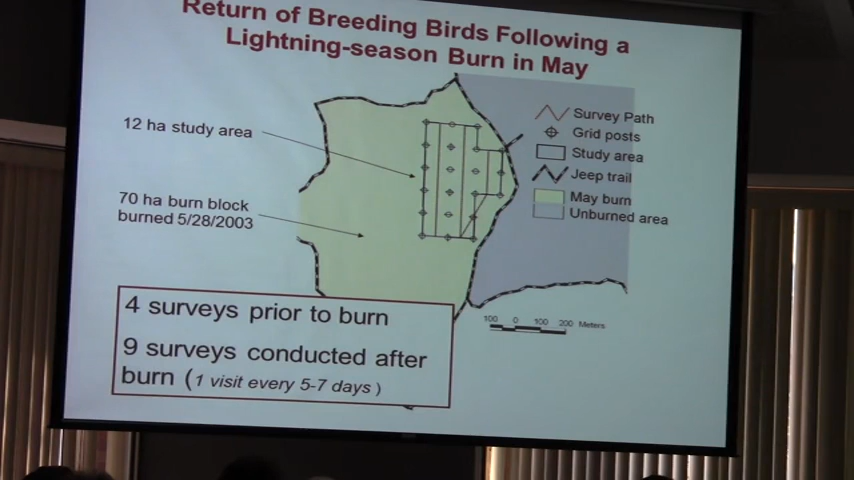 Return of Breeding Birds Following a
Lightning-season Burn in May
12 ha study area
70 ha burn block
burned 5/28/2003
Survey Path
Grid posts
Study area
Jeep trail
May burn
Unburned area
100 0 100 200 Meters
4 surveys prior to burn
9 surveys conducted after
burn (1 visit every 5-7 days )